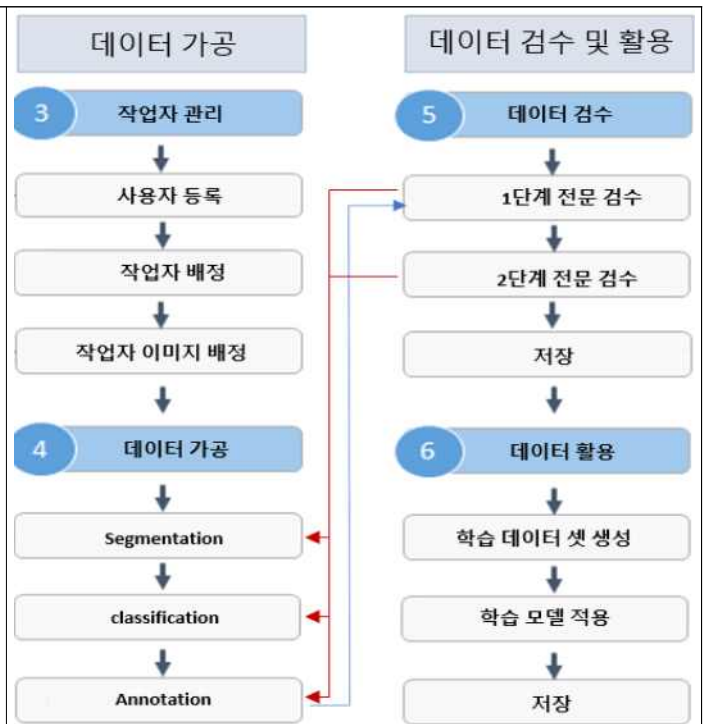 데이터 가공
3 작업자 관리
사용자 등록
작업자 배정
작업자 이미지 배정
4 데이터 가공
Segmentation
classification
Annotation
데이터 검수 및 활용
5 데이터 검수
1단계 전문 검수
2단계 전문 검수
저장
6 데이터 활용
학습 데이터 셋 생성
학습 모델 적용
저장